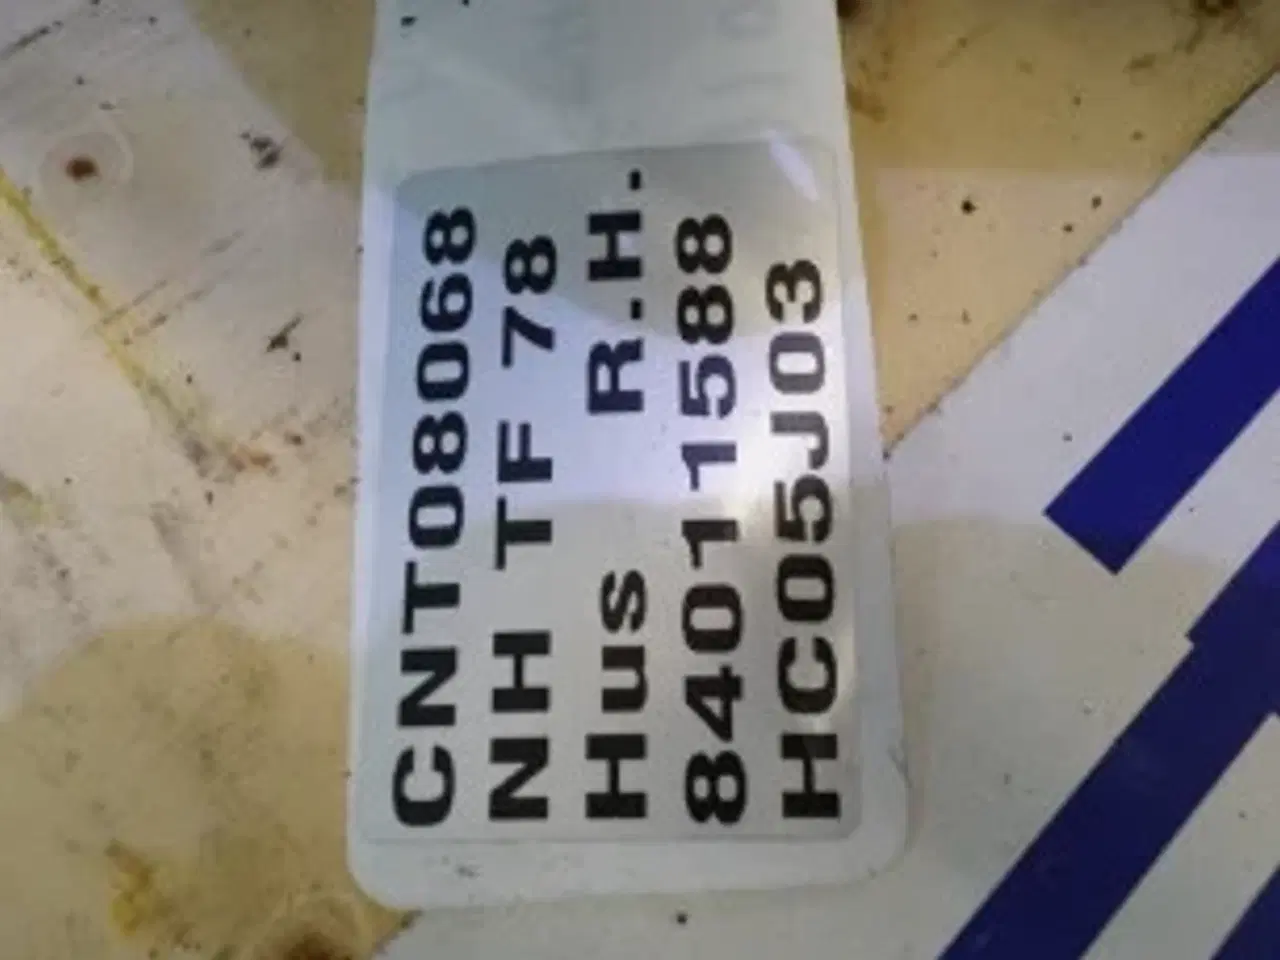 CNT08068
NH TF 78
Hus R.H.
84011588
HC05J03